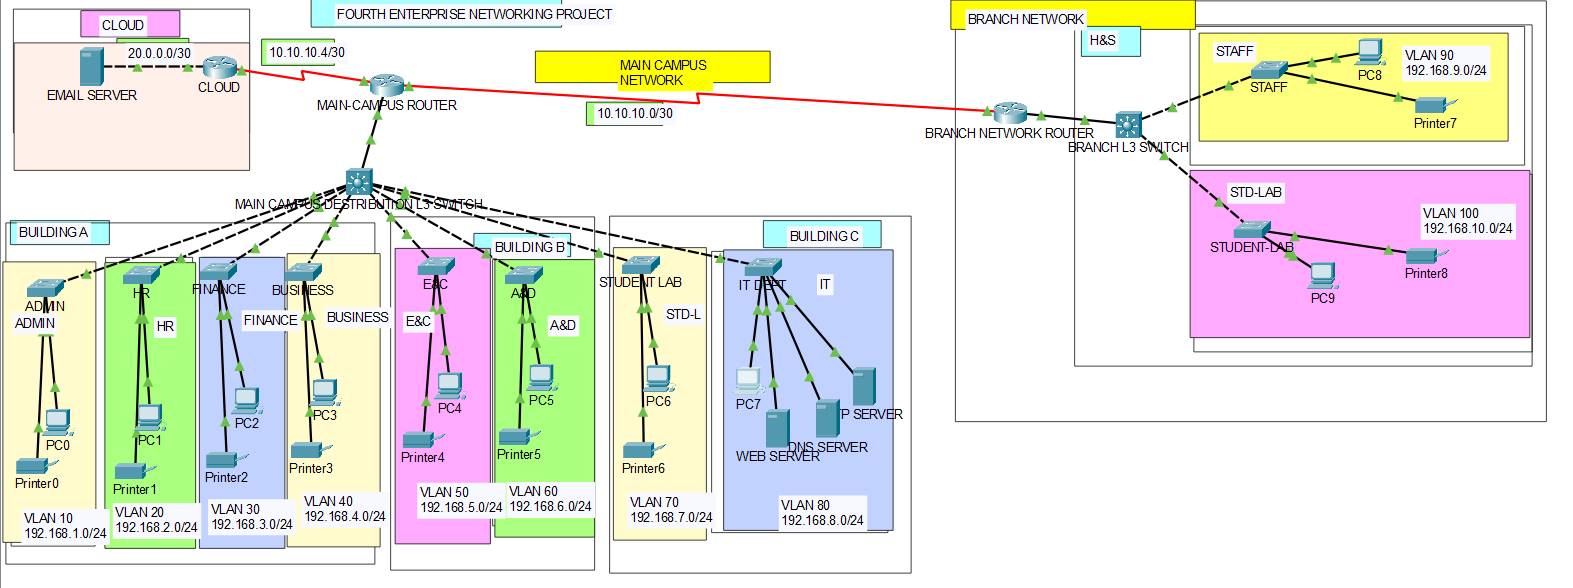 FOURTH ENTERPRISE NETWORKING PROJECT
CLOUD
20.0.0.0/30
EMAIL SERVER
CLOUD
10.10.10.4/30
MAIN-CAMPUS ROUTER
MAIN CAMPUS
NETWORK
10.10.10.0/30
BRANCH NETWORK
H&S
BRANCH NETWORK ROUTER
BRANCH L3 SWITCH
STAFF
STAFF
PC8
VLAN 90
192.168.9.0/24
Printer7
STD-LAB
STUDENT-LAB
VLAN 100
192.168.10.0/24
Printer8
PC9
MAIN CAMPUS DESTRIBUTION L3 SWITCH
BUILDING A
ADMIN
ADMIN
PC0
Printer0
VLAN 10
192.168.1.0/24
HR
HR
PC1
Printer1
VLAN 20
192.168.2.0/24
FINANCE
FINANCE
PC2
Printer2
VLAN 30
192.168.3.0/24
BUSINESS
BUSINESS
PC3
Printer3
VLAN 40
192.168.4.0/24
BUILDING B
E&C
E&C
PC4
Printer4
VLAN 50
192.168.5.0/24
A&D
A&D
PC5
Printer5
VLAN 60
192.168.6.0/24
BUILDING C
STUDENT LAB
STD-L
PC6
Printer6
VLAN 70
192.168.7.0/24
IT DEPT
IT
PC7
WEB SERVER
DNS SERVER
TP SERVER
VLAN 80
192.168.8.0/24